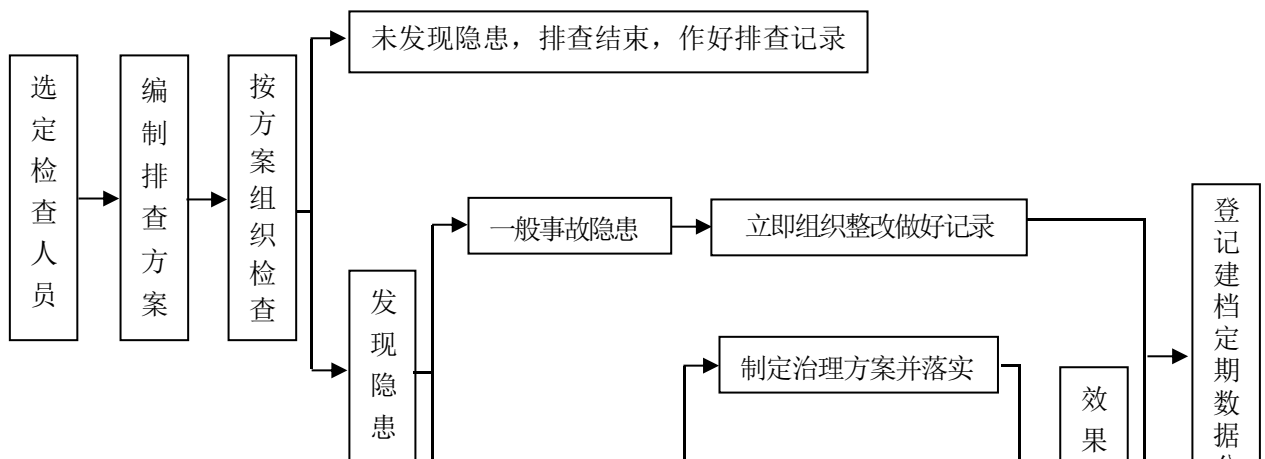 未发现隐患，排查结束，作好排查记录
选定检查人员
编制排查方案
按方案组织检查
一般事故隐患
立即组织整改做好记录
发现隐患
制定治理方案并落实
效果
登记建档定期数据